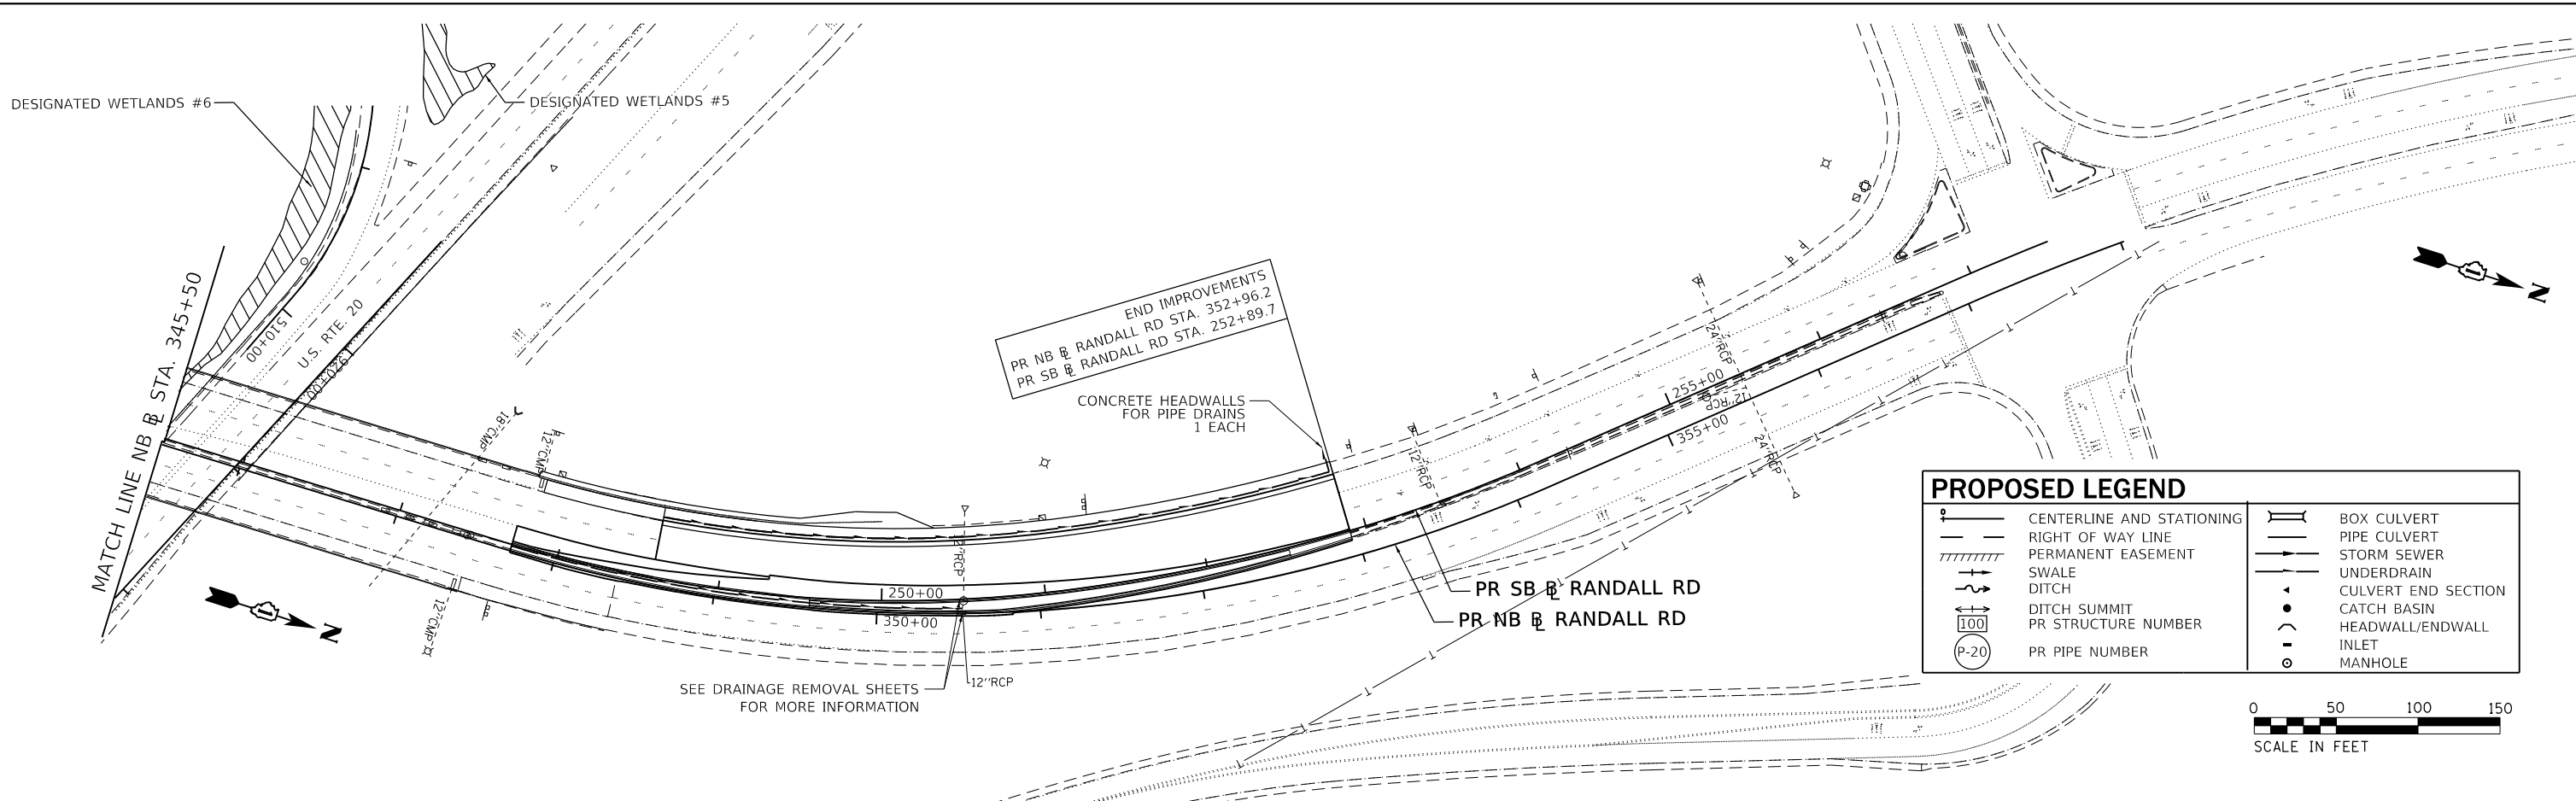 DESIGNATED WETLANDS #6
DESIGNATED WETLANDS #5
MATCH LINE NB ℄ STA. 345+50
510+00
U.S. RTE. 20
920+00
18"CMP
12"CMP
12"CMP
END IMPROVEMENTS
PR NB ℄ RANDALL RD STA. 352+96.2
PR SB ℄ RANDALL RD STA. 252+89.7
CONCRETE HEADWALLS
FOR PIPE DRAINS
1 EACH
12"RCP
250+00
350+00
SEE DRAINAGE REMOVAL SHEETS
FOR MORE INFORMATION
12"RCP
12"RCP
24"RCP
255+00
12"RCP
355+00
24"RCP
PR SB ℄ RANDALL RD
PR NB ℄ RANDALL RD
N
N
PROPOSED LEGEND
CENTERLINE AND STATIONING
RIGHT OF WAY LINE
PERMANENT EASEMENT
SWALE
DITCH
DITCH SUMMIT
100 PR STRUCTURE NUMBER
P-20 PR PIPE NUMBER
BOX CULVERT
PIPE CULVERT
STORM SEWER
UNDERDRAIN
CULVERT END SECTION
CATCH BASIN
HEADWALL/ENDWALL
INLET
MANHOLE
0 50 100 150
SCALE IN FEET